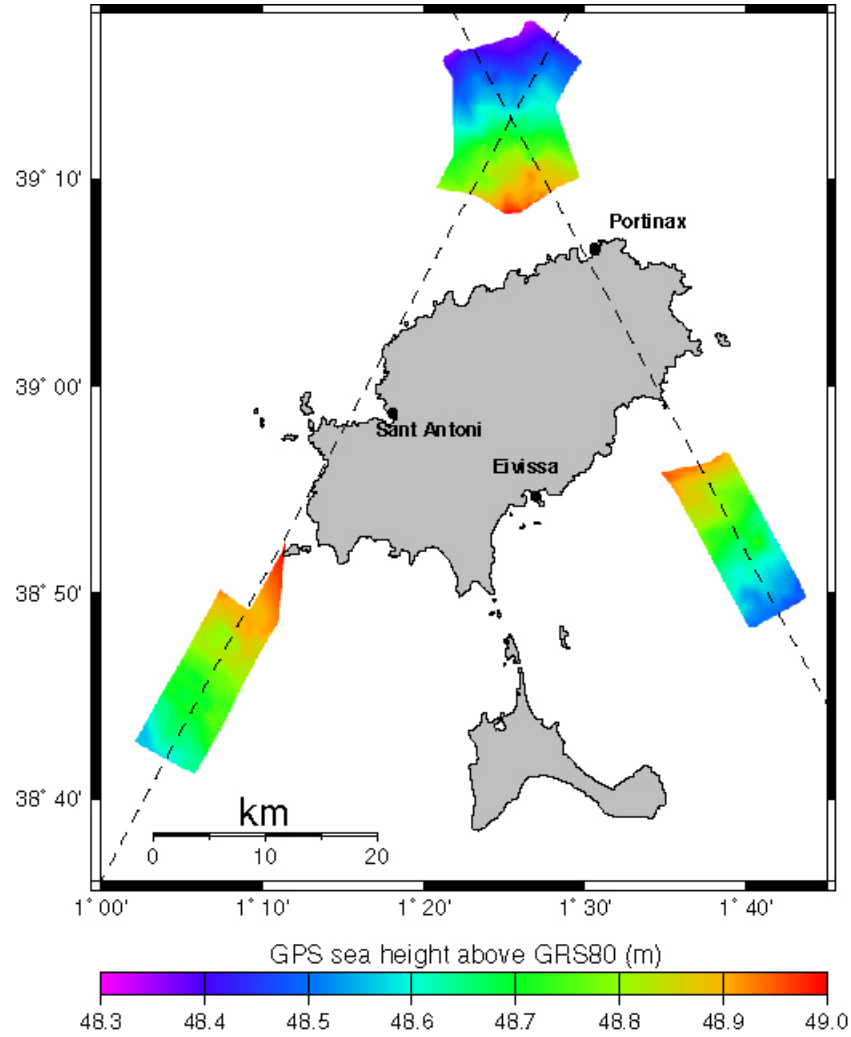 39° 10'
Portinax
39° 00'
Sant Antoni
Eivissa
38° 50'
38° 40'
km
0 10 20
1° 00' 1° 10' 1° 20' 1° 30' 1° 40'
GPS sea height above GRS80 (m)
48.3 48.4 48.5 48.6 48.7 48.8 48.9 49.0